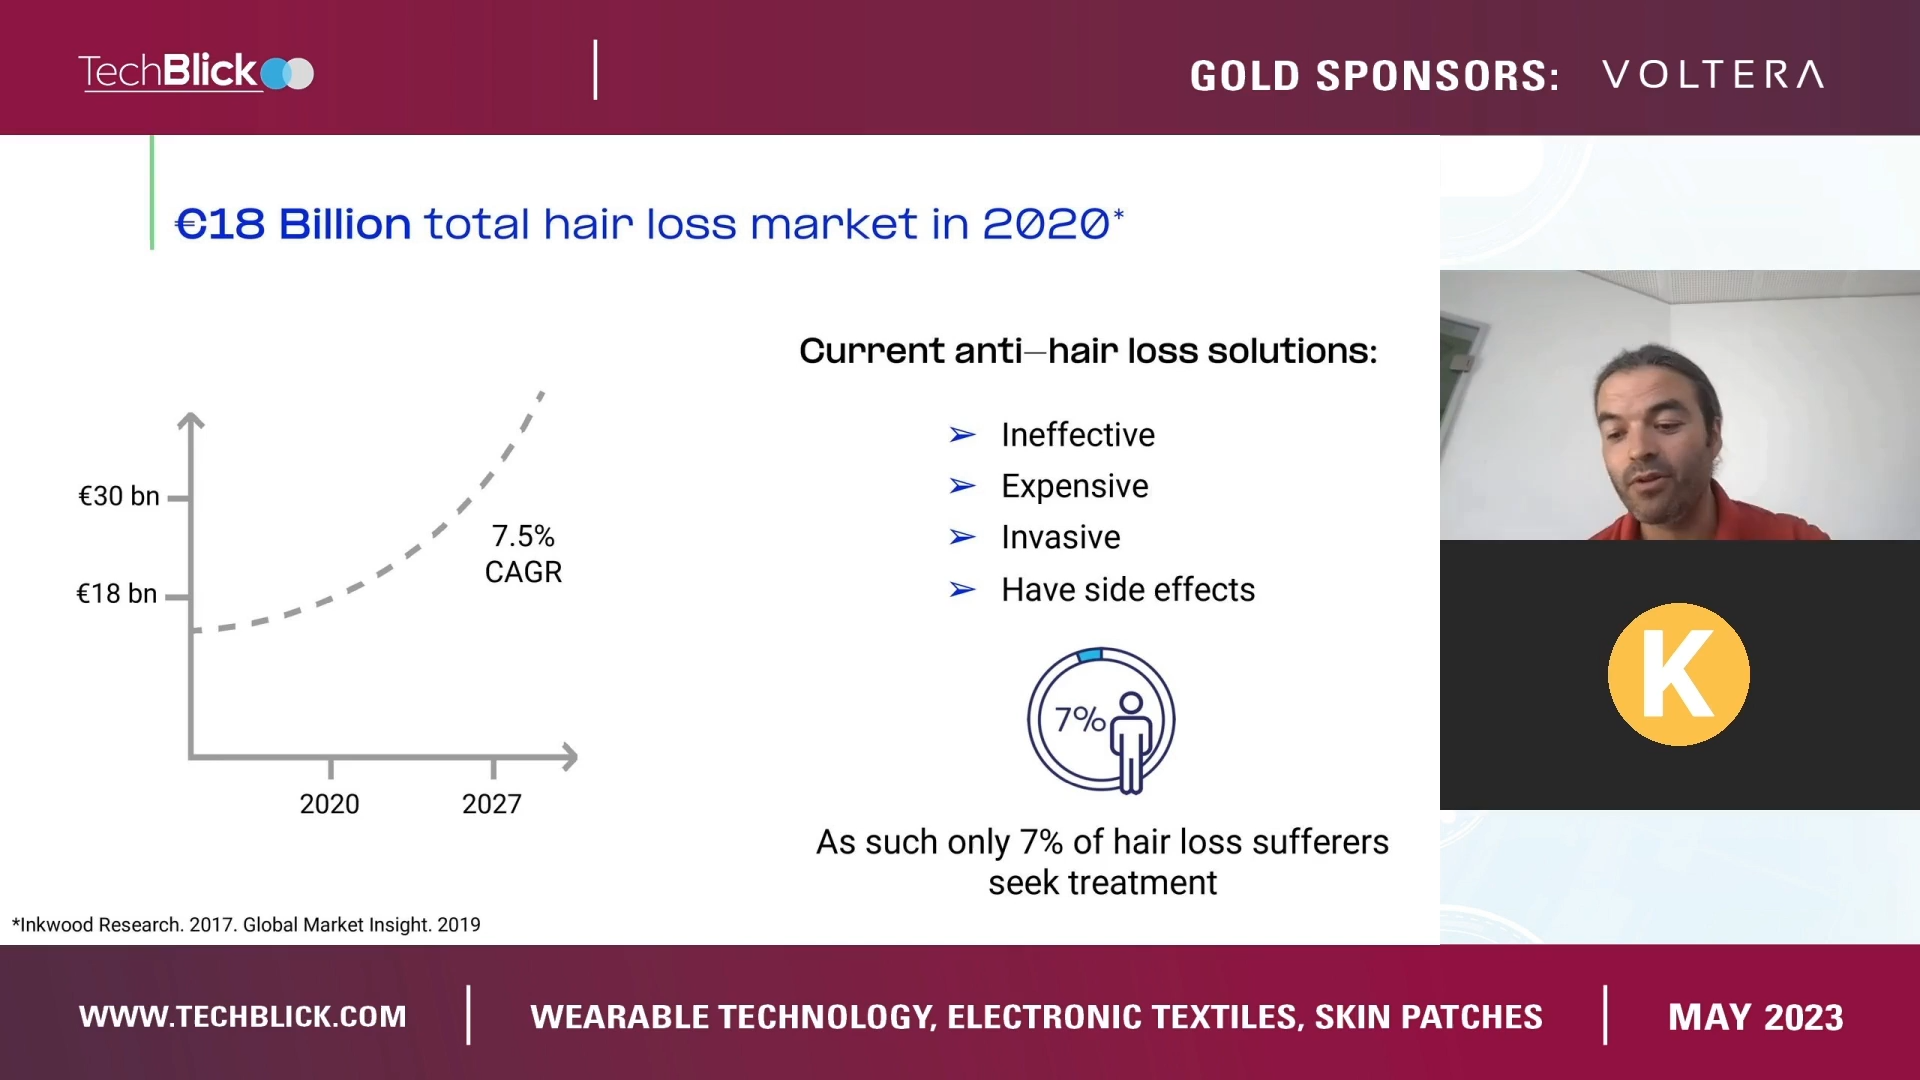 TechBlick
GOLD SPONSORS: VOLTERA
€18 Billion total hair loss market in 2020*
€30 bn
€18 bn
7.5%
CAGR
2020 2027
Current anti–hair loss solutions:
➢ Ineffective
➢ Expensive
➢ Invasive
➢ Have side effects
7%
As such only 7% of hair loss sufferers
seek treatment
*Inkwood Research. 2017. Global Market Insight. 2019
K
WWW.TECHBLICK.COM
WEARABLE TECHNOLOGY, ELECTRONIC TEXTILES, SKIN PATCHES
MAY 2023